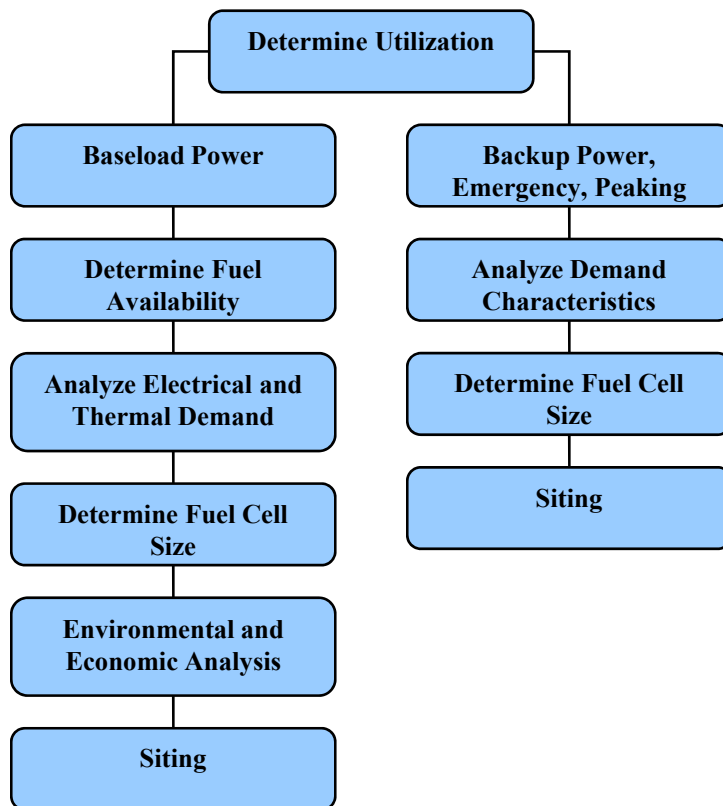 Determine Utilization
Baseload Power
Determine Fuel
Availability
Analyze Electrical and
Thermal Demand
Determine Fuel Cell
Size
Environmental and
Economic Analysis
Siting
Backup Power,
Emergency, Peaking
Analyze Demand
Characteristics
Determine Fuel Cell
Size
Siting